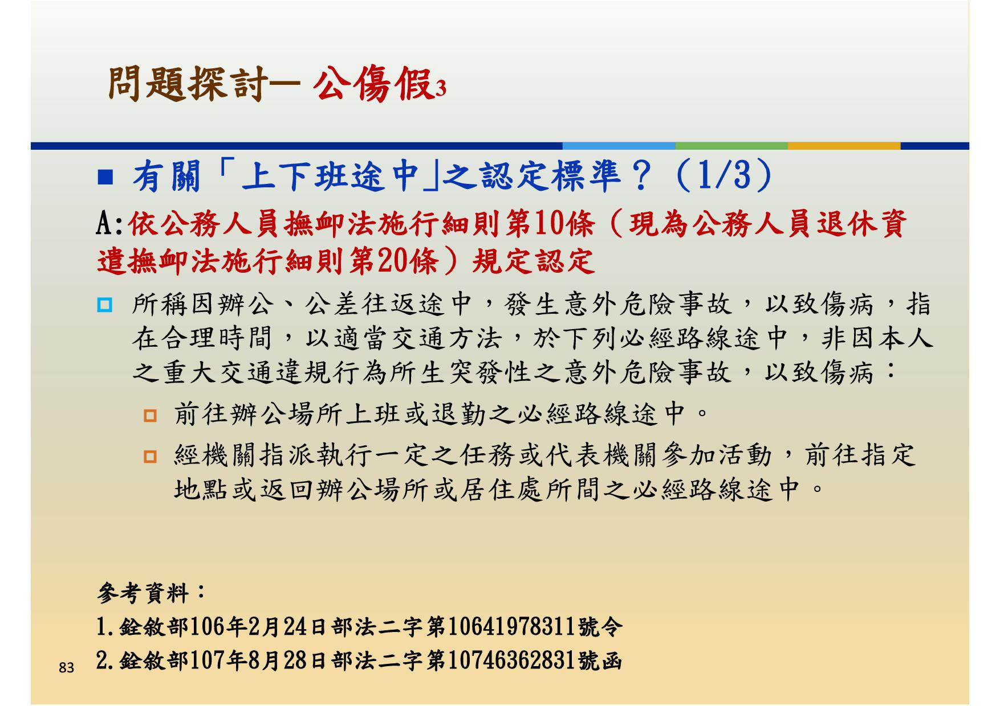 問題探討─ 公傷假3
■ 有關「上下班途中」之認定標準？（1/3）
A:依公務人員撫卹法施行細則第10條（現為公務人員退休資
遣撫卹法施行細則第20條）規定認定
所稱因辦公、公差往返途中，發生意外危險事故，以致傷病，指
在合理時間，以適當交通方法，於下列必經路線途中，非因本人
之重大交通違規行為所生突發性之意外危險事故，以致傷病：
前往辦公場所上班或退勤之必經路線途中。
經機關指派執行一定之任務或代表機關參加活動，前往指定
地點或返回辦公場所或居住處所間之必經路線途中。
參考資料：
1.銓敘部106年2月24日部法二字第10641978311號令
2.銓敘部107年8月28日部法二字第10746362831號函
83